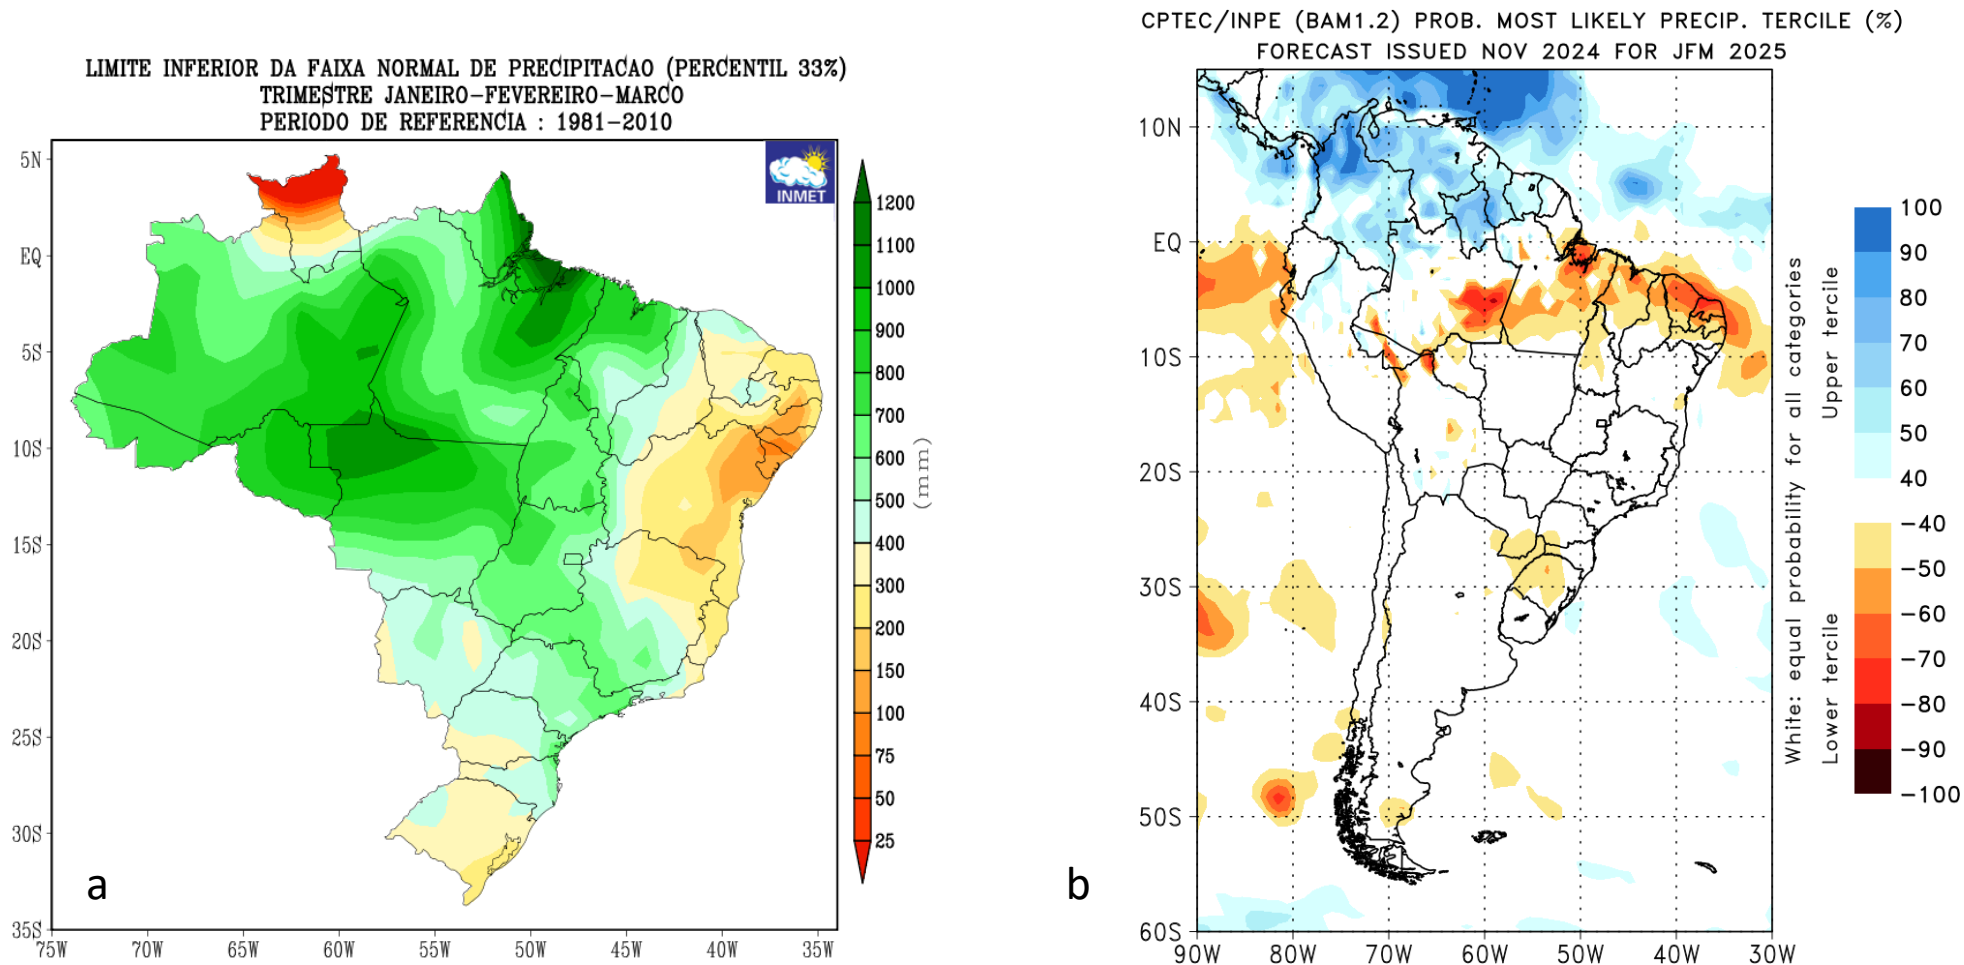 LIMITE INFERIOR DA FAIXA NORMAL DE PRECIPITACAO (PERCENTIL 33%)
TRIMESTRE JANEIRO-FEVEREIRO-MARCO
PERIODO DE REFERENCIA : 1981-2010
INMET
5N
EQ
5S
10S
15S
20S
25S
30S
35S
75W 70W 65W 60W 55W 50W 45W 40W 35W
1200
1100
1000
900
800
700
600
500
400
300
200
150
100
75
50
25
(mm)
a
CPTEC/INPE (BAM1.2) PROB. MOST LIKELY PRECIP. TERCILE (%)
FORECAST ISSUED NOV 2024 FOR JFM 2025
10N
EQ
10S
20S
30S
40S
50S
60S
90W 80W 70W 60W 50W 40W 30W
White: equal probability for all categories
Lower tercile Upper tercile
100
90
80
70
60
50
40
-40
-50
-60
-70
-80
-90
-100
b